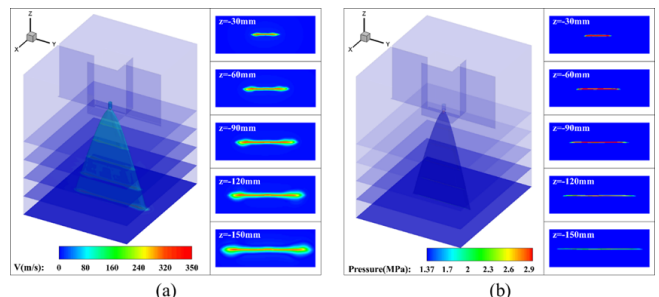 Z
X
Y
z=-30mm
z=-60mm
z=-90mm
z=-120mm
z=-150mm
V(m/s):
0 80 160 240 350
(a)
Z
X
Y
z=-30mm
z=-60mm
z=-90mm
z=-120mm
z=-150mm
Pressure(MPa):
1.37 1.7 2 2.3 2.6 2.9
(b)